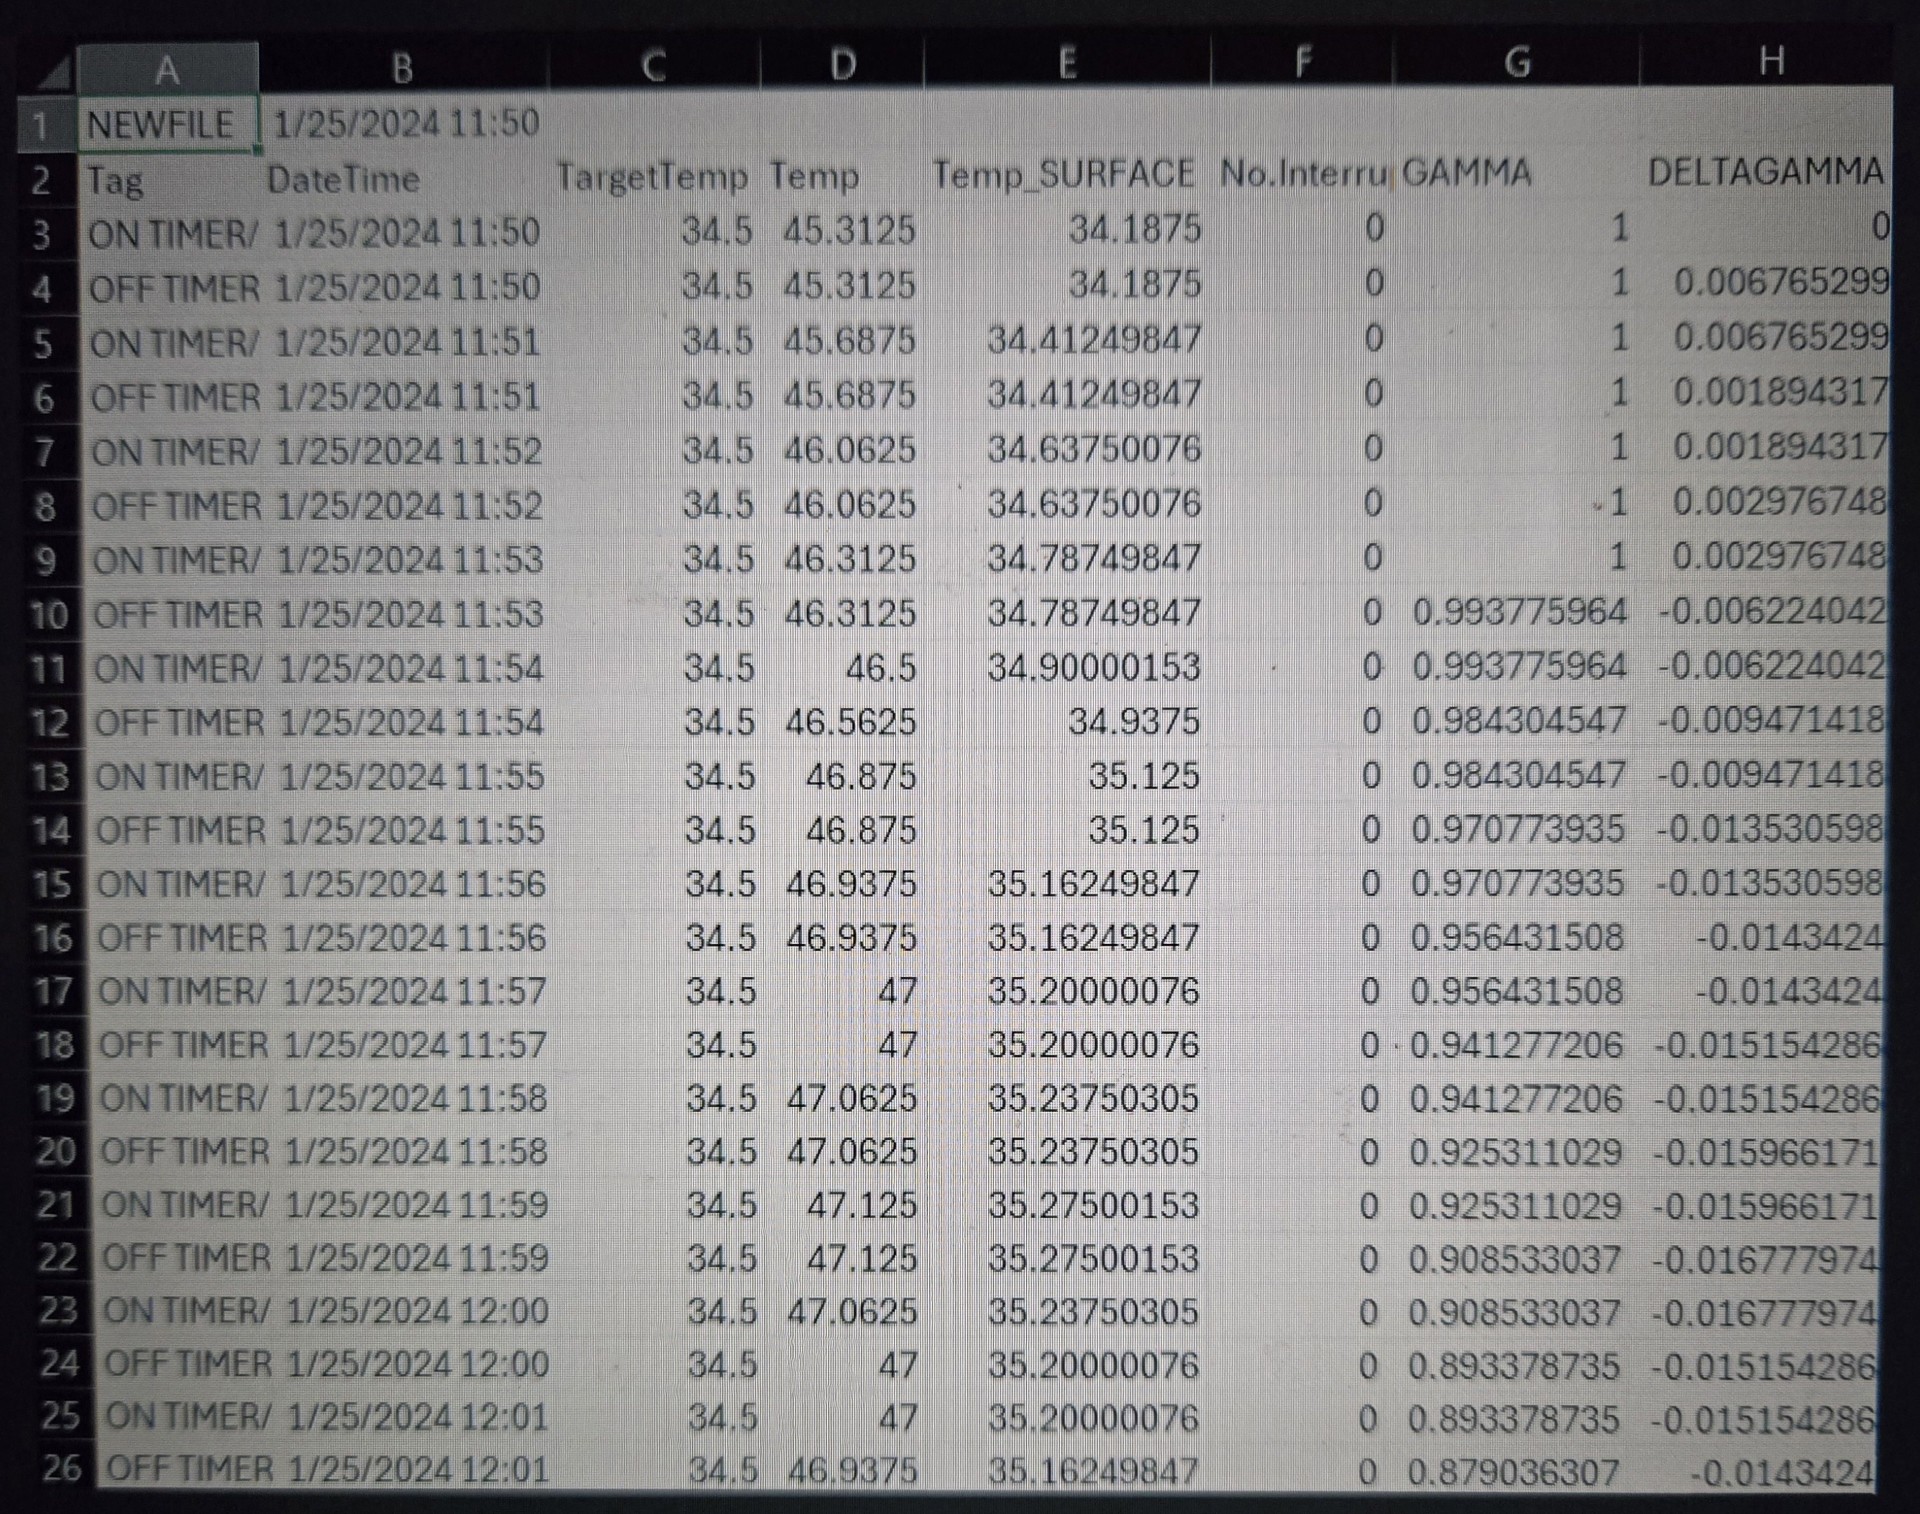 A B C D E F G H
1 NEWFILE 1/25/2024 11:50
2 Tag DateTime TargetTemp Temp Temp_SURFACE No.Interru GAMMA DELTAGAMMA
3 ON TIMER/ 1/25/2024 11:50 34.5 45.3125 34.1875 0 1 0
4 OFF TIMER 1/25/2024 11:50 34.5 45.3125 34.1875 0 1 0.006765299
5 ON TIMER/ 1/25/2024 11:51 34.5 45.6875 34.41249847 0 1 0.006765299
6 OFF TIMER 1/25/2024 11:51 34.5 45.6875 34.41249847 0 1 0.001894317
7 ON TIMER/ 1/25/2024 11:52 34.5 46.0625 34.63750076 0 1 0.001894317
8 OFF TIMER 1/25/2024 11:52 34.5 46.0625 34.63750076 0 1 0.002976748
9 ON TIMER/ 1/25/2024 11:53 34.5 46.3125 34.78749847 0 1 0.002976748
10 OFF TIMER 1/25/2024 11:53 34.5 46.3125 34.78749847 0 0.993775964 -0.006224042
11 ON TIMER/ 1/25/2024 11:54 34.5 46.5 34.90000153 0 0.993775964 -0.006224042
12 OFF TIMER 1/25/2024 11:54 34.5 46.5625 34.9375 0 0.984304547 -0.009471418
13 ON TIMER/ 1/25/2024 11:55 34.5 46.875 35.125 0 0.984304547 -0.009471418
14 OFF TIMER 1/25/2024 11:55 34.5 46.875 35.125 0 0.970773935 -0.013530598
15 ON TIMER/ 1/25/2024 11:56 34.5 46.9375 35.16249847 0 0.970773935 -0.013530598
16 OFF TIMER 1/25/2024 11:56 34.5 46.9375 35.16249847 0 0.956431508 -0.0143424
17 ON TIMER/ 1/25/2024 11:57 34.5 47 35.20000076 0 0.956431508 -0.0143424
18 OFF TIMER 1/25/2024 11:57 34.5 47 35.20000076 0 0.941277206 -0.015154286
19 ON TIMER/ 1/25/2024 11:58 34.5 47.0625 35.23750305 0 0.941277206 -0.015154286
20 OFF TIMER 1/25/2024 11:58 34.5 47.0625 35.23750305 0 0.925311029 -0.015966171
21 ON TIMER/ 1/25/2024 11:59 34.5 47.125 35.27500153 0 0.925311029 -0.015966171
22 OFF TIMER 1/25/2024 11:59 34.5 47.125 35.27500153 0 0.908533037 -0.016777974
23 ON TIMER/ 1/25/2024 12:00 34.5 47.0625 35.23750305 0 0.908533037 -0.016777974
24 OFF TIMER 1/25/2024 12:00 34.5 47 35.20000076 0 0.893378735 -0.015154286
25 ON TIMER/ 1/25/2024 12:01 34.5 47 35.20000076 0 0.893378735 -0.015154286
26 OFF TIMER 1/25/2024 12:01 34.5 46.9375 35.16249847 0 0.879036307 -0.0143424